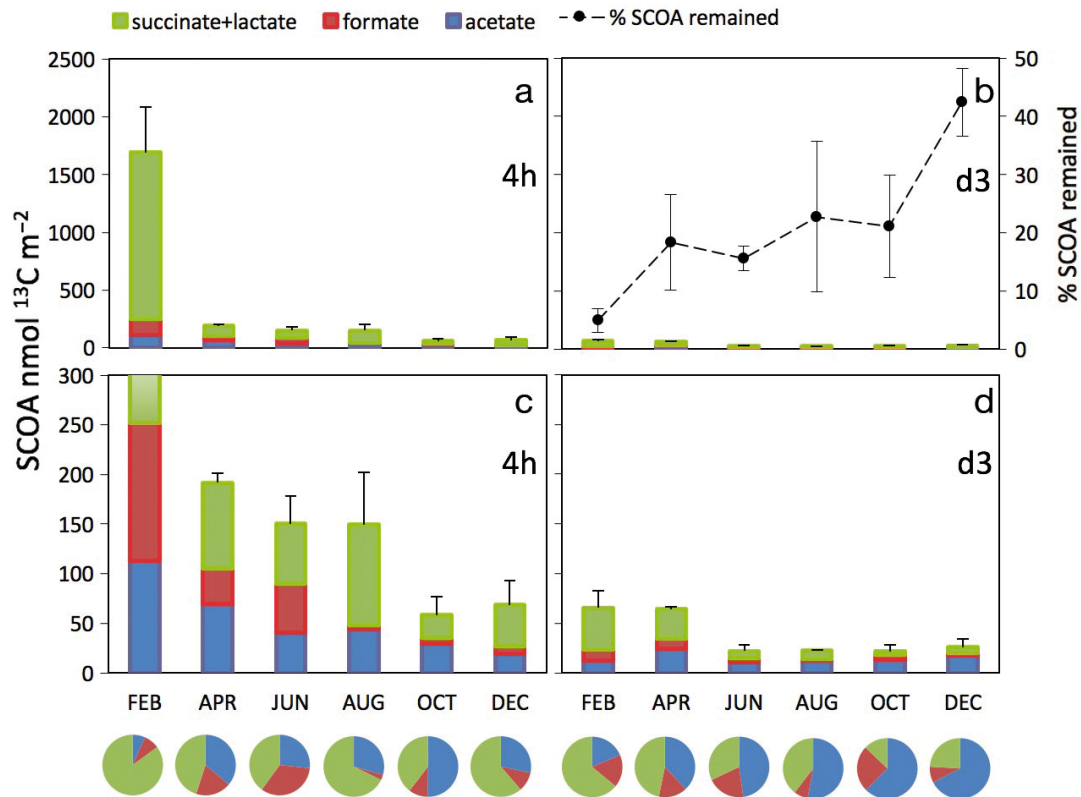 succinate+lactate formate acetate % SCOA remained
2500 a b 50
2000 40
4h d3
1500 30
1000 20
500 10
0 0
SCOA nmol ¹³C m⁻²
% SCOA remained
300 c d
250
4h d3
200
150
100
50
0
FEB APR JUN AUG OCT DEC FEB APR JUN AUG OCT DEC